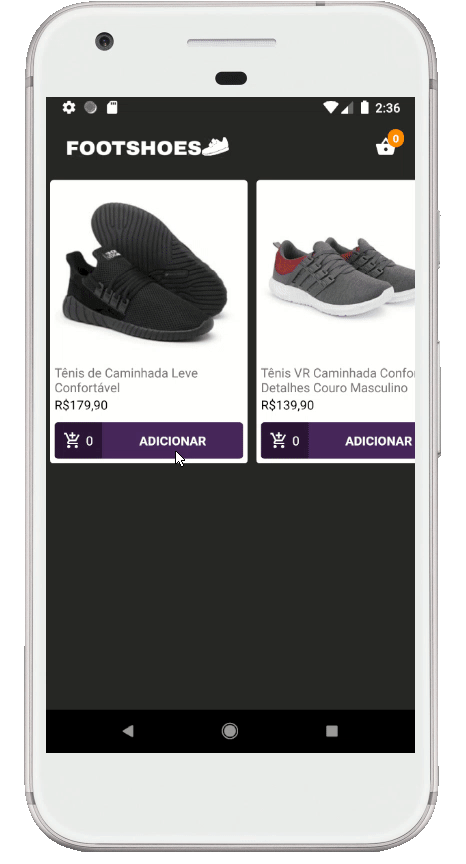 2:36
FOOTSHOES
0
Tênis de Caminhada Leve
Confortável
R$179,90
0 ADICIONAR
Tênis VR Caminhada Confor
Detalhes Couro Masculino
R$139,90
0 ADICIONAR